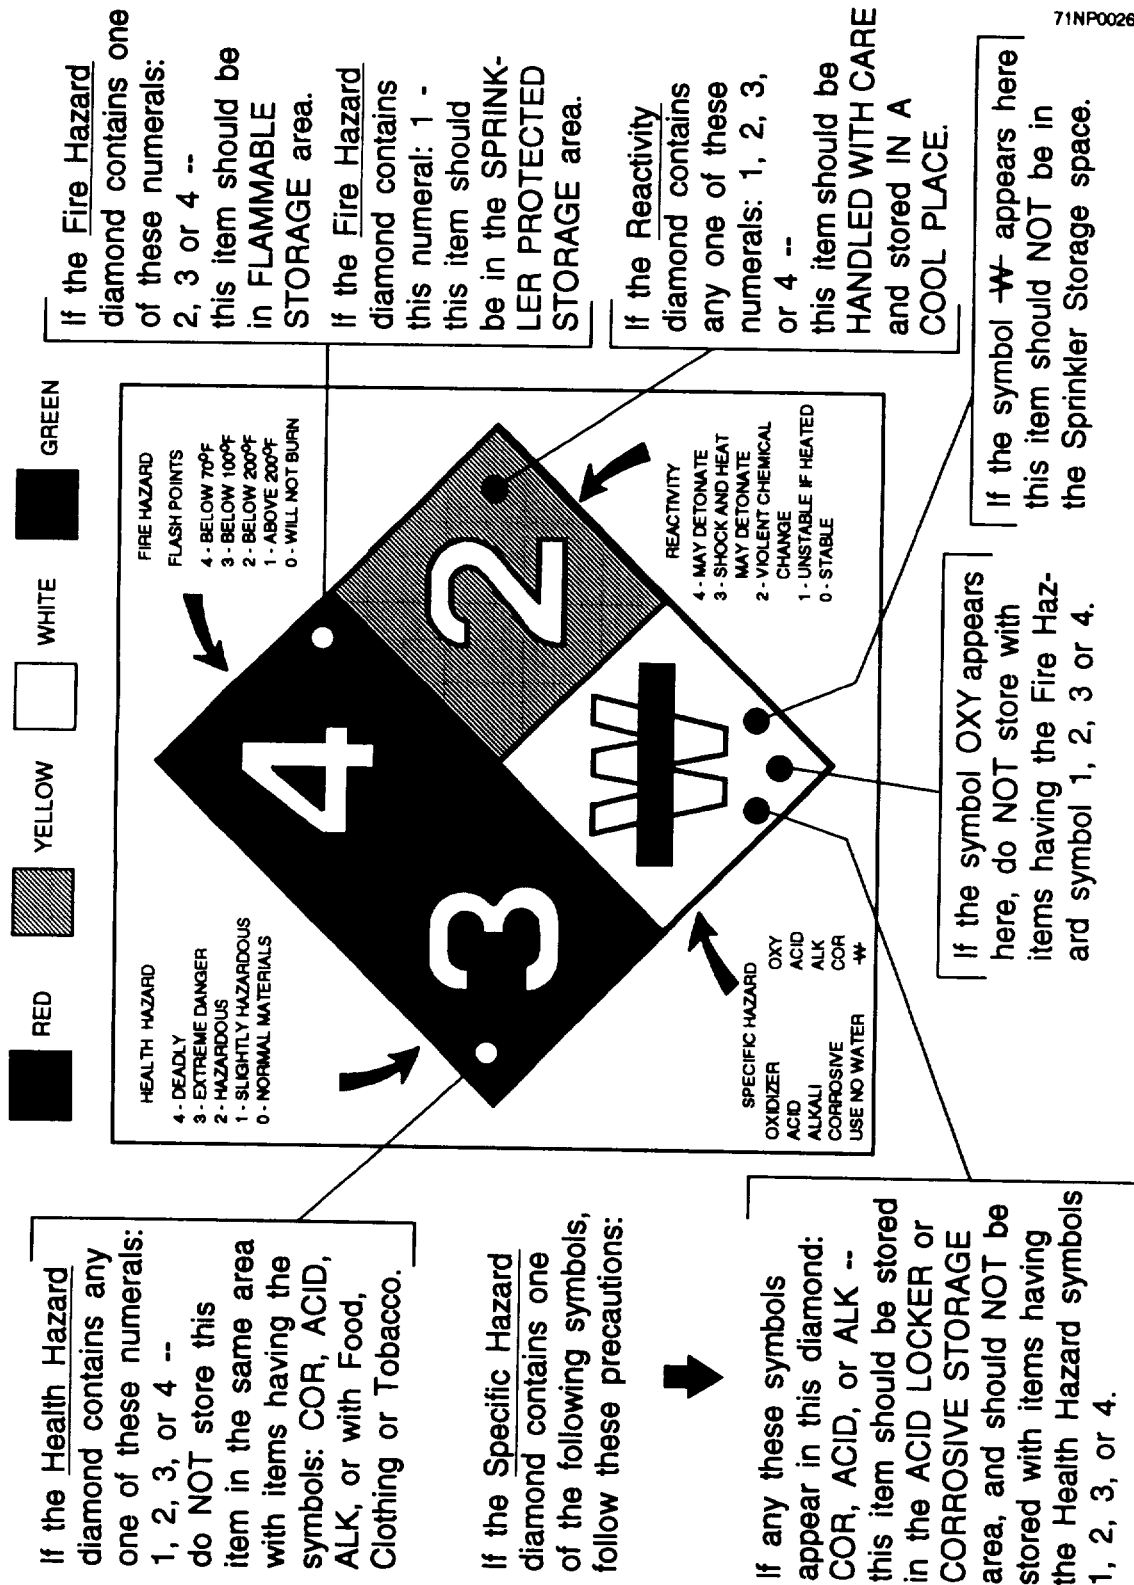 71NP0026
RED
YELLOW
WHITE
GREEN
If the Health Hazard
diamond contains any
one of these numerals:
1, 2, 3, or 4 --
do NOT store this
item in the same area
with items having the
symbols: COR, ACID,
ALK, or with Food,
Clothing or Tobacco.
If the Specific Hazard
diamond contains one
of the following symbols,
follow these precautions:
If any these symbols
appear in this diamond:
COR, ACID, or ALK --
this item should be stored
in the ACID LOCKER or
CORROSIVE STORAGE
area, and should NOT be
stored with items having
the Health Hazard symbols
1, 2, 3, or 4.
HEALTH HAZARD
4 - DEADLY
3 - EXTREME DANGER
2 - HAZARDOUS
1 - SLIGHTLY HAZARDOUS
0 - NORMAL MATERIALS
FIRE HAZARD
FLASH POINTS
4 - BELOW 70ºF
3 - BELOW 100ºF
2 - BELOW 200ºF
1 - ABOVE 200ºF
0 - WILL NOT BURN
4
3
2
W
SPECIFIC HAZARD
OXIDIZER OXY
ACID ACID
ALKALI ALK
CORROSIVE COR
USE NO WATER W
REACTIVITY
4 - MAY DETONATE
3 - SHOCK AND HEAT
MAY DETONATE
2 - VIOLENT CHEMICAL
CHANGE
1 - UNSTABLE IF HEATED
0 - STABLE
If the Fire Hazard
diamond contains one
of these numerals:
2, 3 or 4 --
this item should be
in FLAMMABLE
STORAGE area.
If the Fire Hazard
diamond contains
this numeral: 1 -
this item should
be in the SPRINK-
LER PROTECTED
STORAGE area.
If the Reactivity
diamond contains
any one of these
numerals: 1, 2, 3,
or 4 --
this item should be
HANDLED WITH CARE
and stored IN A
COOL PLACE.
If the symbol OXY appears
here, do NOT store with
items having the Fire Haz-
ard symbol 1, 2, 3 or 4.
If the symbol W appears here
this item should NOT be in
the Sprinkler Storage space.